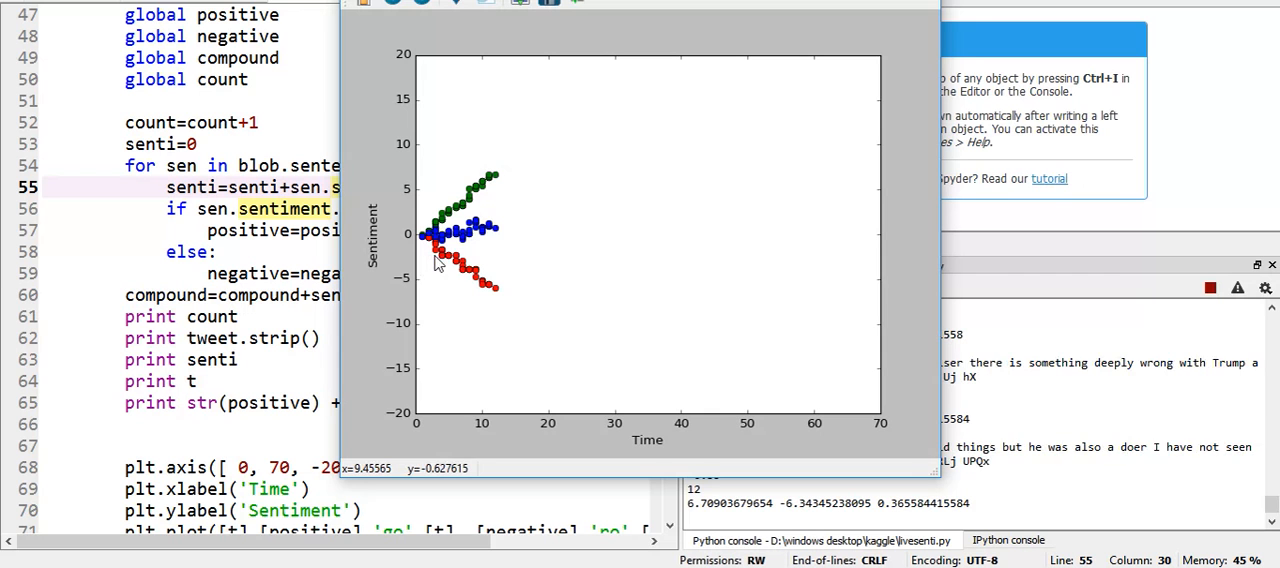 47 global positive
48 global negative
49 global compound
50 global count
51
52 count=count+1
53 senti=0
54 for sen in blob.sente
55 senti=senti+sen.s
56 if sen.sentiment.
57 positive=posi
58 else:
59 negative=nega
60 compound=compound+sen
61 print count
62 print tweet.strip()
63 print senti
64 print t
65 print str(positive) +
66
67
68 plt.axis([ 0, 70, -20
69 plt.xlabel('Time')
70 plt.ylabel('Sentiment')
71 plt.plot([t],[positive],'go',[t],[negative],'ro',[
20
15
10
5
0
−5
−10
−15
−20
Sentiment
0 10 20 30 40 50 60 70
Time
x=9.45565 y=-0.627615
p of any object by pressing Ctrl+I in
he Editor or the Console.
wn automatically after writing a left
n object. You can activate this
es > Help.
Spyder? Read our tutorial
1558
ser there is something deeply wrong with Trump a
Uj hX
15584
d things but he was also a doer I have not seen
RLj UPQx
12
6.70903679654 -6.34345238095 0.365584415584
Python console - D:\windows desktop\kaggle\livesenti.py IPython console
Permissions: RW End-of-lines: CRLF Encoding: UTF-8 Line: 55 Column: 30 Memory: 45 %